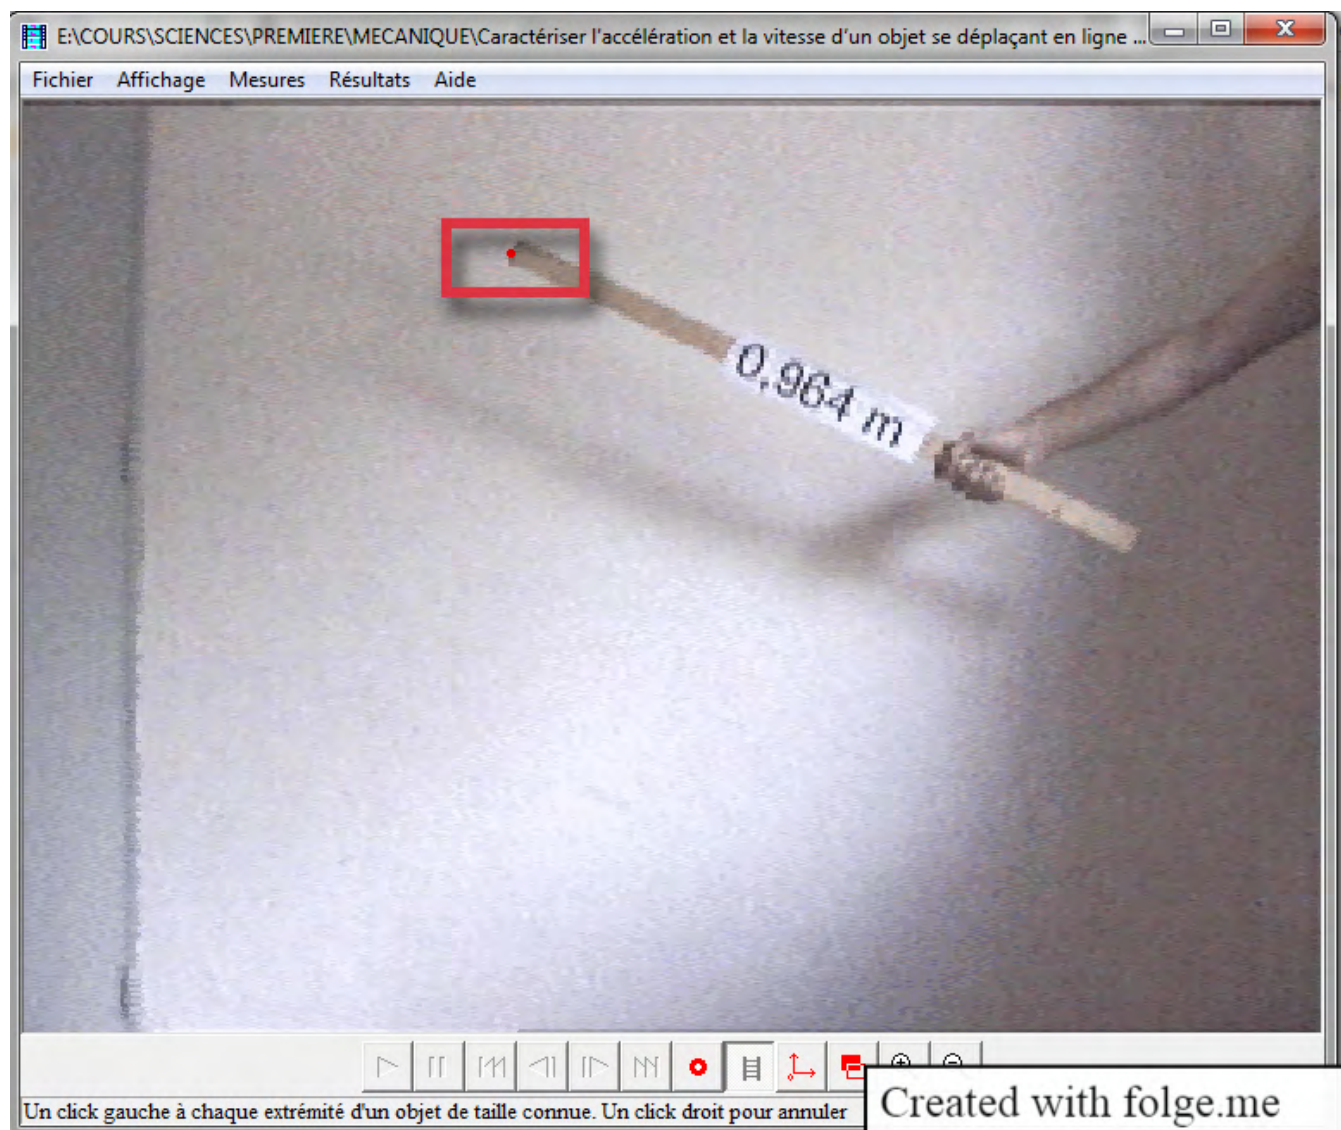 E:\COURS\SCIENCES\PREMIERE\MECANIQUE\Caractériser l'accélération et la vitesse d'un objet se déplaçant en ligne ...
Fichier Affichage Mesures Résultats Aide
0,964 m
Un click gauche à chaque extrémité d'un objet de taille connue. Un click droit pour annuler
Created with folge.me